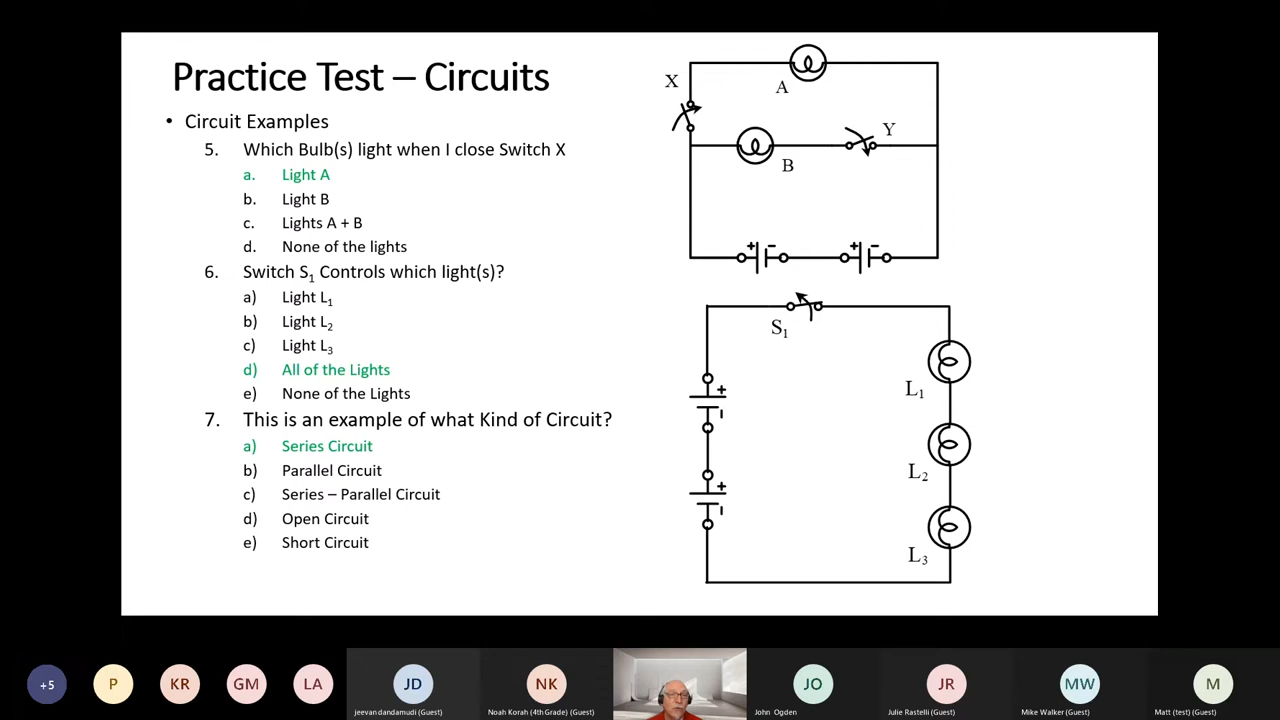 Practice Test – Circuits
• Circuit Examples
5. Which Bulb(s) light when I close Switch X
a. Light A
b. Light B
c. Lights A + B
d. None of the lights
6. Switch S₁ Controls which light(s)?
a) Light L₁
b) Light L₂
c) Light L₃
d) All of the Lights
e) None of the Lights
7. This is an example of what Kind of Circuit?
a) Series Circuit
b) Parallel Circuit
c) Series – Parallel Circuit
d) Open Circuit
e) Short Circuit
X
A
Y
B
+ - + -
S₁
+
-
+
-
L₁
L₂
L₃
+5
P
KR
GM
LA
JD
jeevan dandamudi (Guest)
NK
Noah Korah (4th Grade) (Guest)
JO
John Ogden
JR
Julie Rastelli (Guest)
MW
Mike Walker (Guest)
M
Matt (test) (Guest)